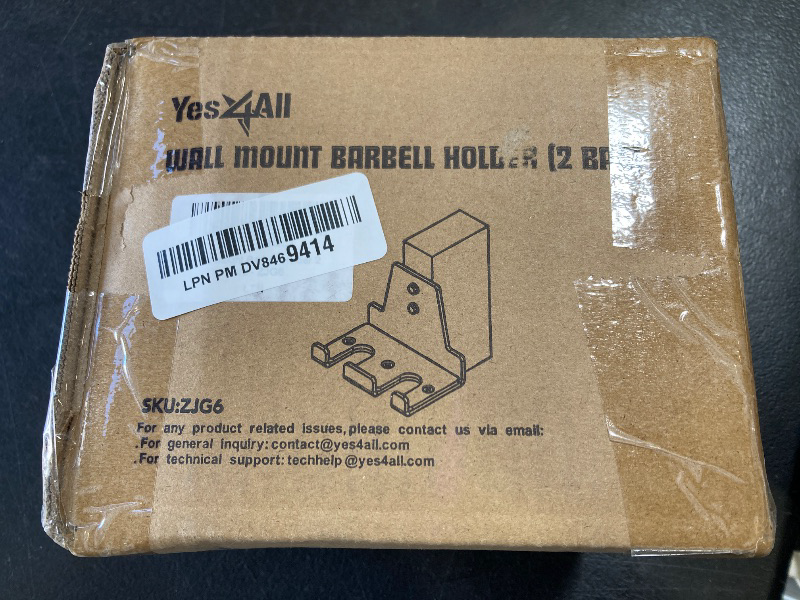 Yes4All
WALL MOUNT BARBELL HOLDER (2 BA
LPN PM DV8469414
SKU:ZJG6
For any product related issues, please contact us via email:
.For general inquiry: contact@yes4all.com
.For technical support: techhelp@yes4all.com